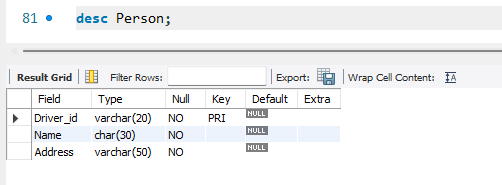 81 desc Person;
Result Grid Filter Rows: Export: Wrap Cell Content: IA
Field Type Null Key Default Extra
Driver_id varchar(20) NO PRI NULL
Name char(30) NO NULL
Address varchar(50) NO NULL